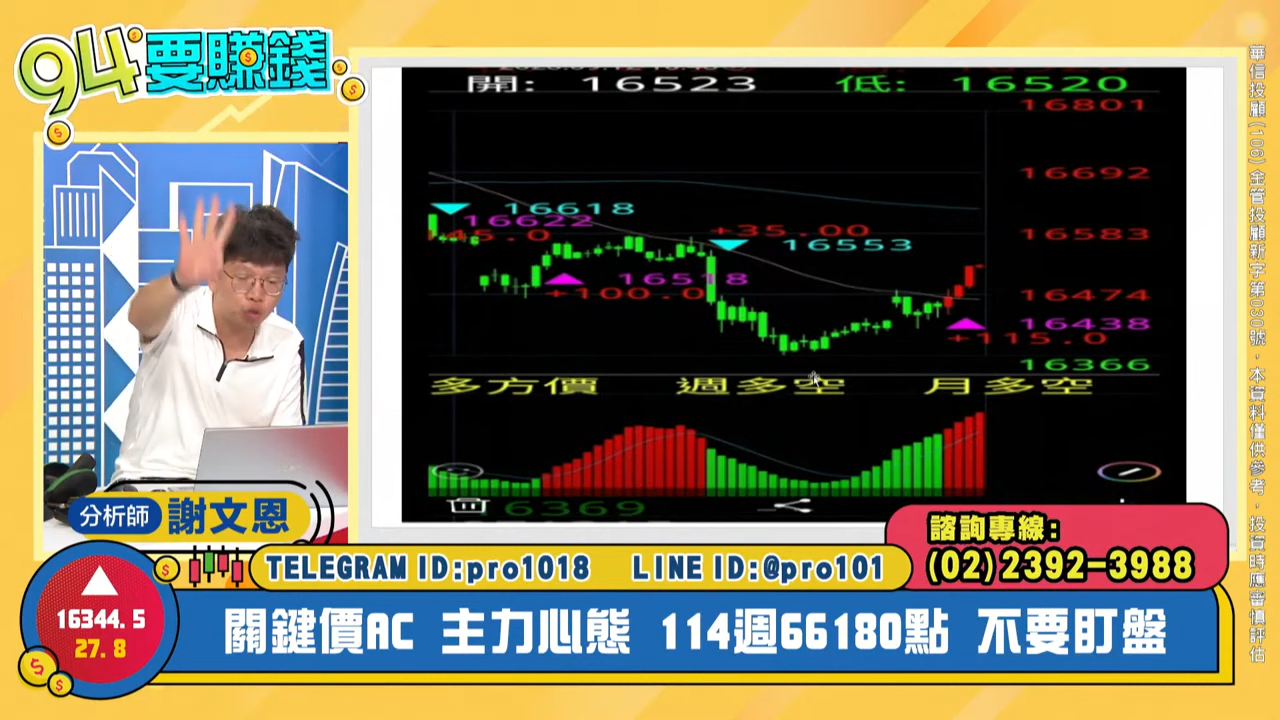 94要賺錢
開: 16523
低: 16520
16801
16692
16618
16622
45.0
+35.00
16553
16583
16518
+100.0
16474
16438
+115.0
16366
多方價 週多空 月多空
16369
分析師 謝文恩
TELEGRAM ID:pro1018 LINE ID:@pro101
諮詢專線:
(02)2392-3988
16344.5
27.8
關鍵價AC 主力心態 114週66180點 不要盯盤
華信投顧(106)金管投顧新字第030號，本資料僅供參考，投資時應審慎評估